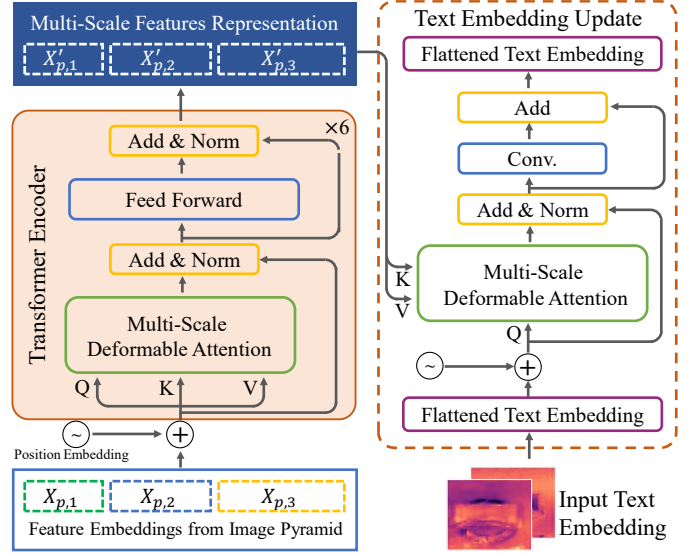 Multi-Scale Features Representation
X′p,1 X′p,2 X′p,3
×6
Add & Norm
Feed Forward
Add & Norm
Multi-Scale
Deformable Attention
Q K V
Transformer Encoder
~
+
Position Embedding
Xp,1 Xp,2 Xp,3
Feature Embeddings from Image Pyramid
Text Embedding Update
Flattened Text Embedding
Add
Conv.
Add & Norm
K
V
Multi-Scale
Deformable Attention
Q
~
+
Flattened Text Embedding
Input Text
Embedding